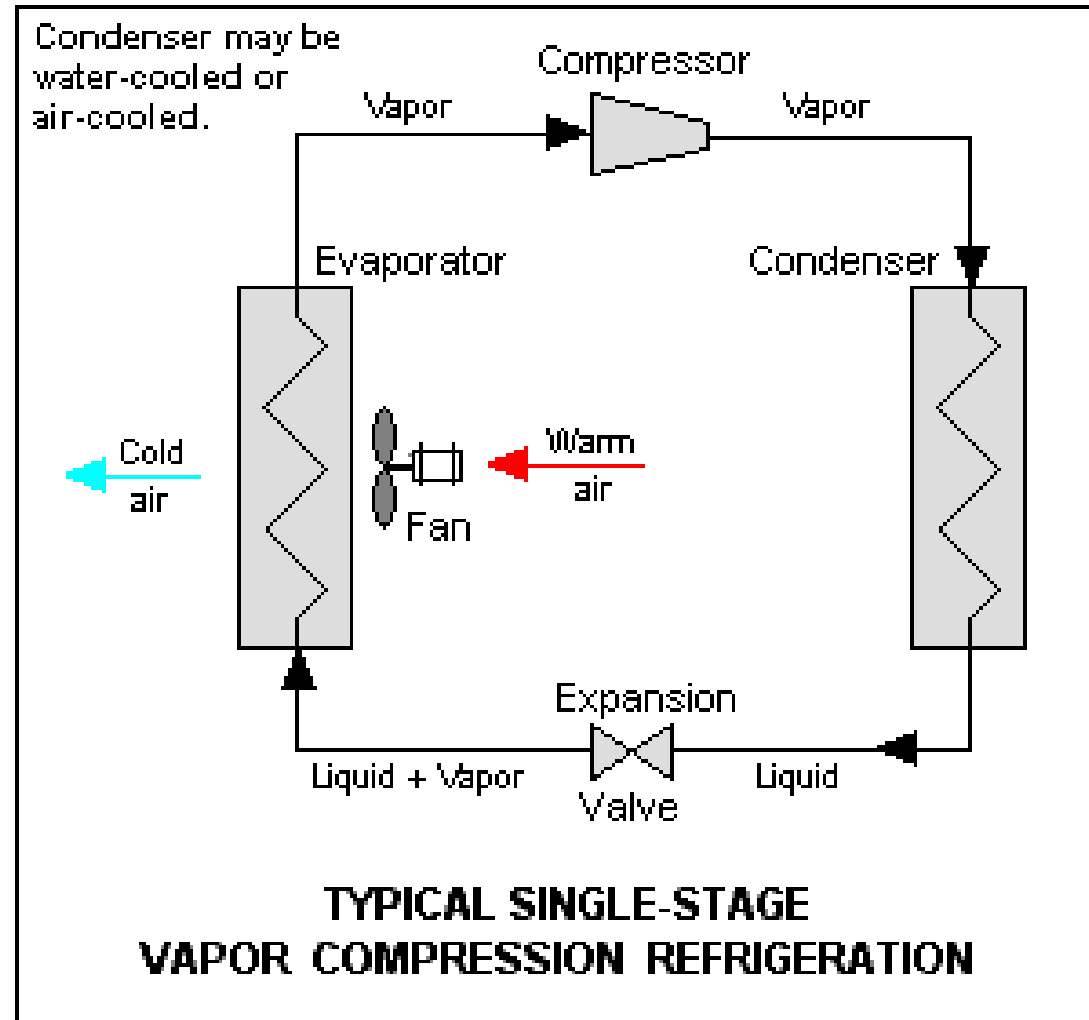 Condenser may be
water-cooled or
air-cooled.
Compressor
Vapor
Vapor
Evaporator
Condenser
Cold
air
Warm
air
Fan
Expansion
Valve
Liquid + Vapor
Liquid
TYPICAL SINGLE-STAGE
VAPOR COMPRESSION REFRIGERATION